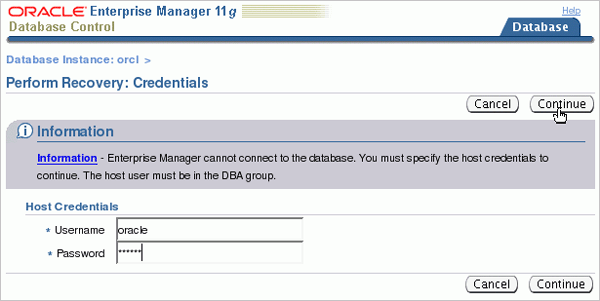 ORACLE Enterprise Manager 11g
Help
Database Control
Database
Database Instance: orcl >
Perform Recovery: Credentials
Cancel Continue
i Information
Information - Enterprise Manager cannot connect to the database. You must specify the host credentials to
continue. The host user must be in the DBA group.
Host Credentials
* Username oracle
* Password ******
Cancel Continue